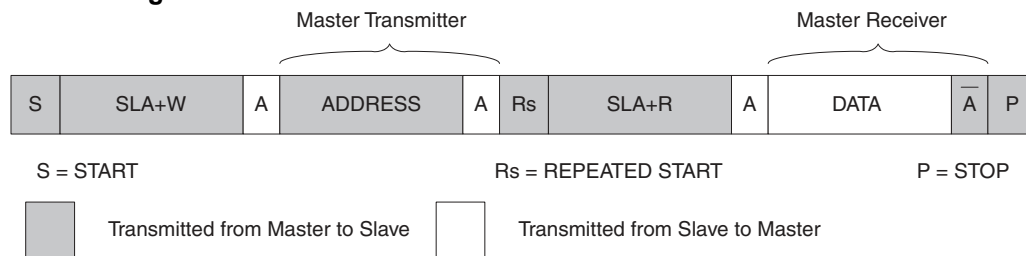 Master Transmitter Master Receiver
S SLA+W A ADDRESS A Rs SLA+R A DATA A̅ P
S = START Rs = REPEATED START P = STOP
Transmitted from Master to Slave Transmitted from Slave to Master